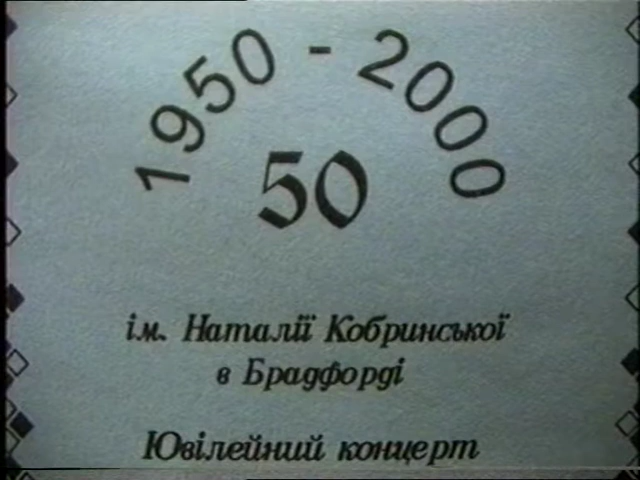 1950 - 2000
50
ім. Наталії Кобринської
в Брадфорді
Ювілейний концерт